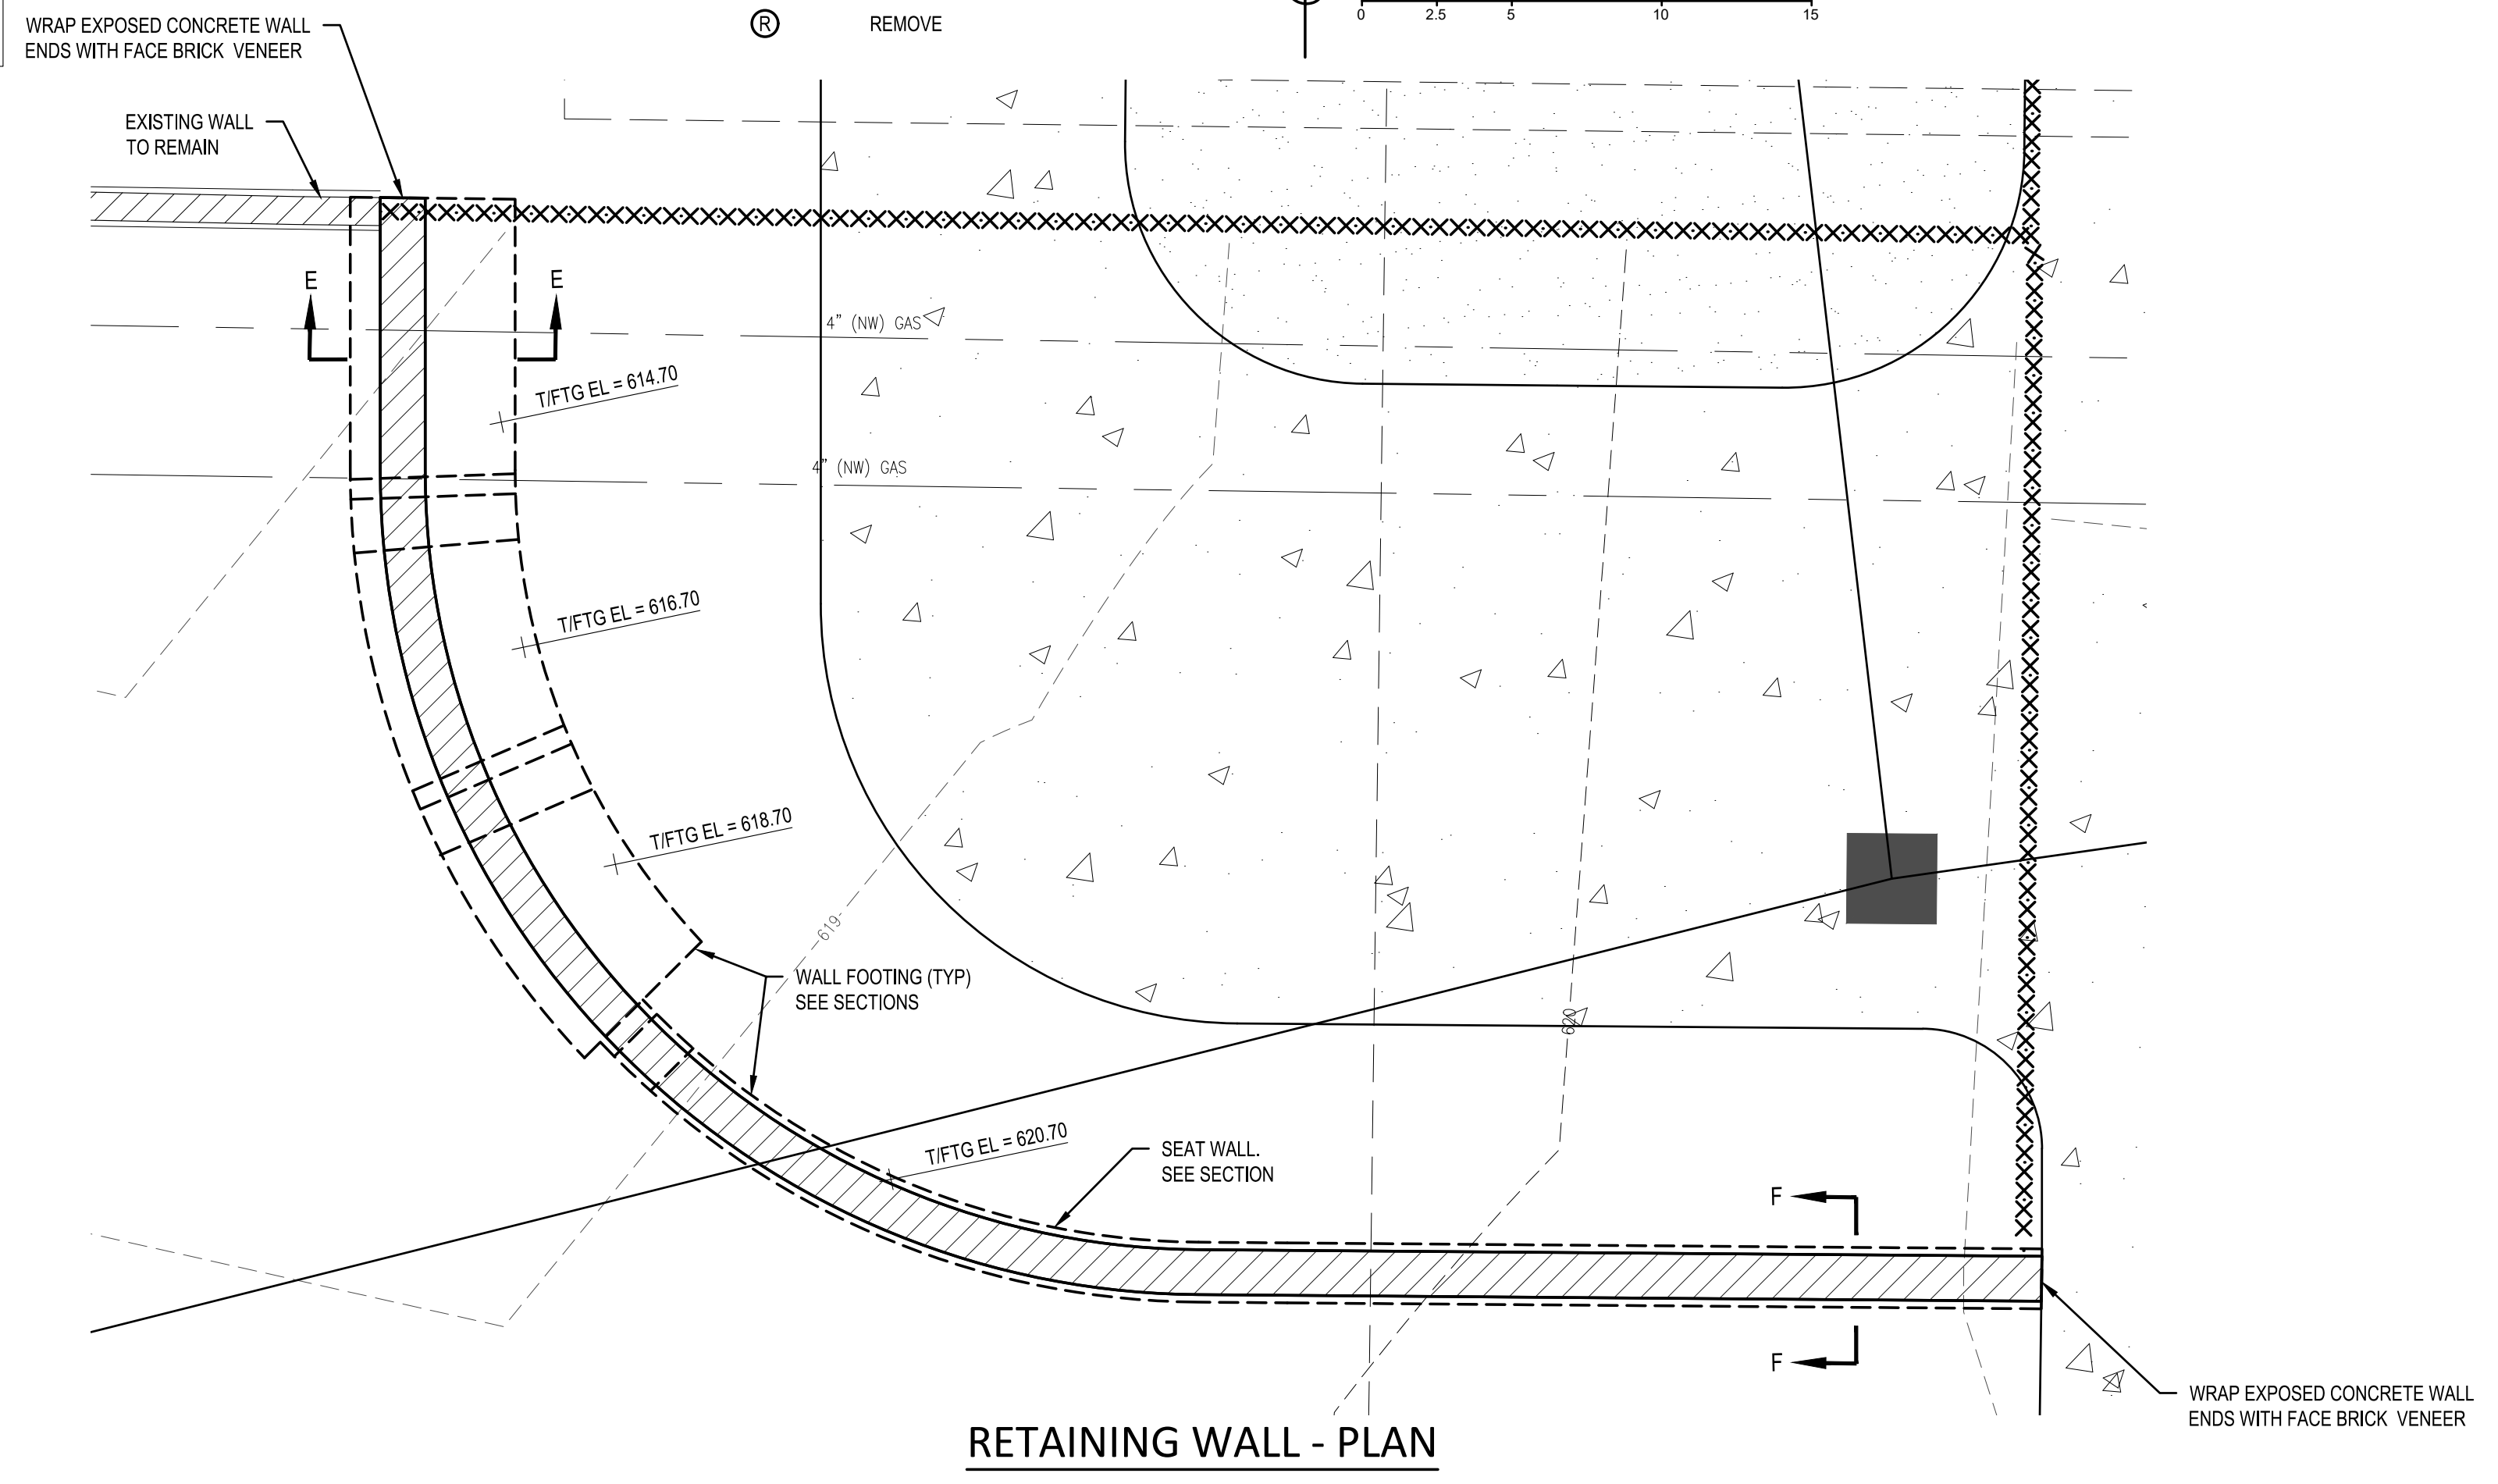 WRAP EXPOSED CONCRETE WALL
ENDS WITH FACE BRICK VENEER
R REMOVE
0 2.5 5 10 15
EXISTING WALL
TO REMAIN
E E
4" (NW) GAS
T/FTG EL = 614.70
4" (NW) GAS
T/FTG EL = 616.70
T/FTG EL = 618.70
619
WALL FOOTING (TYP)
SEE SECTIONS
620
T/FTG EL = 620.70
SEAT WALL.
SEE SECTION
F
F
WRAP EXPOSED CONCRETE WALL
ENDS WITH FACE BRICK VENEER
RETAINING WALL - PLAN